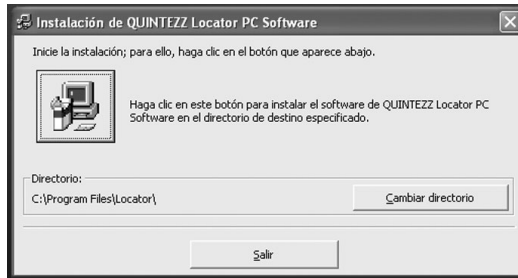 Instalación de QUINTEZZ Locator PC Software
Inicie la instalación; para ello, haga clic en el botón que aparece abajo.
Haga clic en este botón para instalar el software de QUINTEZZ Locator PC
Software en el directorio de destino especificado.
Directorio:
C:\Program Files\Locator\
Cambiar directorio
Salir